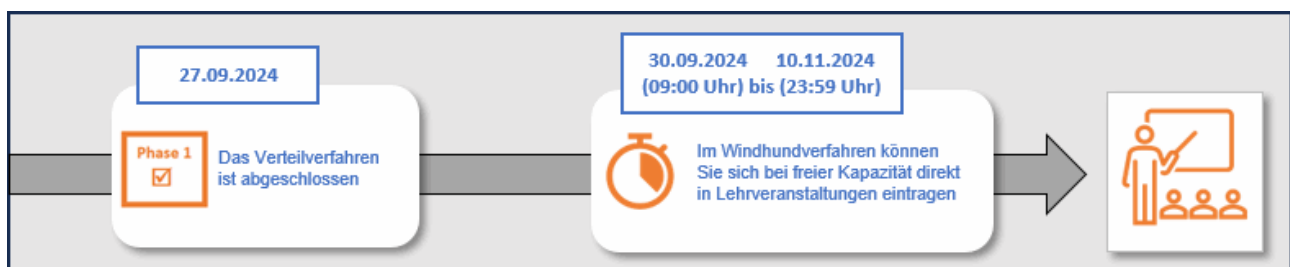 27.09.2024
Phase 1
Das Verteilverfahren
ist abgeschlossen
30.09.2024 10.11.2024
(09:00 Uhr) bis (23:59 Uhr)
Im Windhundverfahren können
Sie sich bei freier Kapazität direkt
in Lehrveranstaltungen eintragen